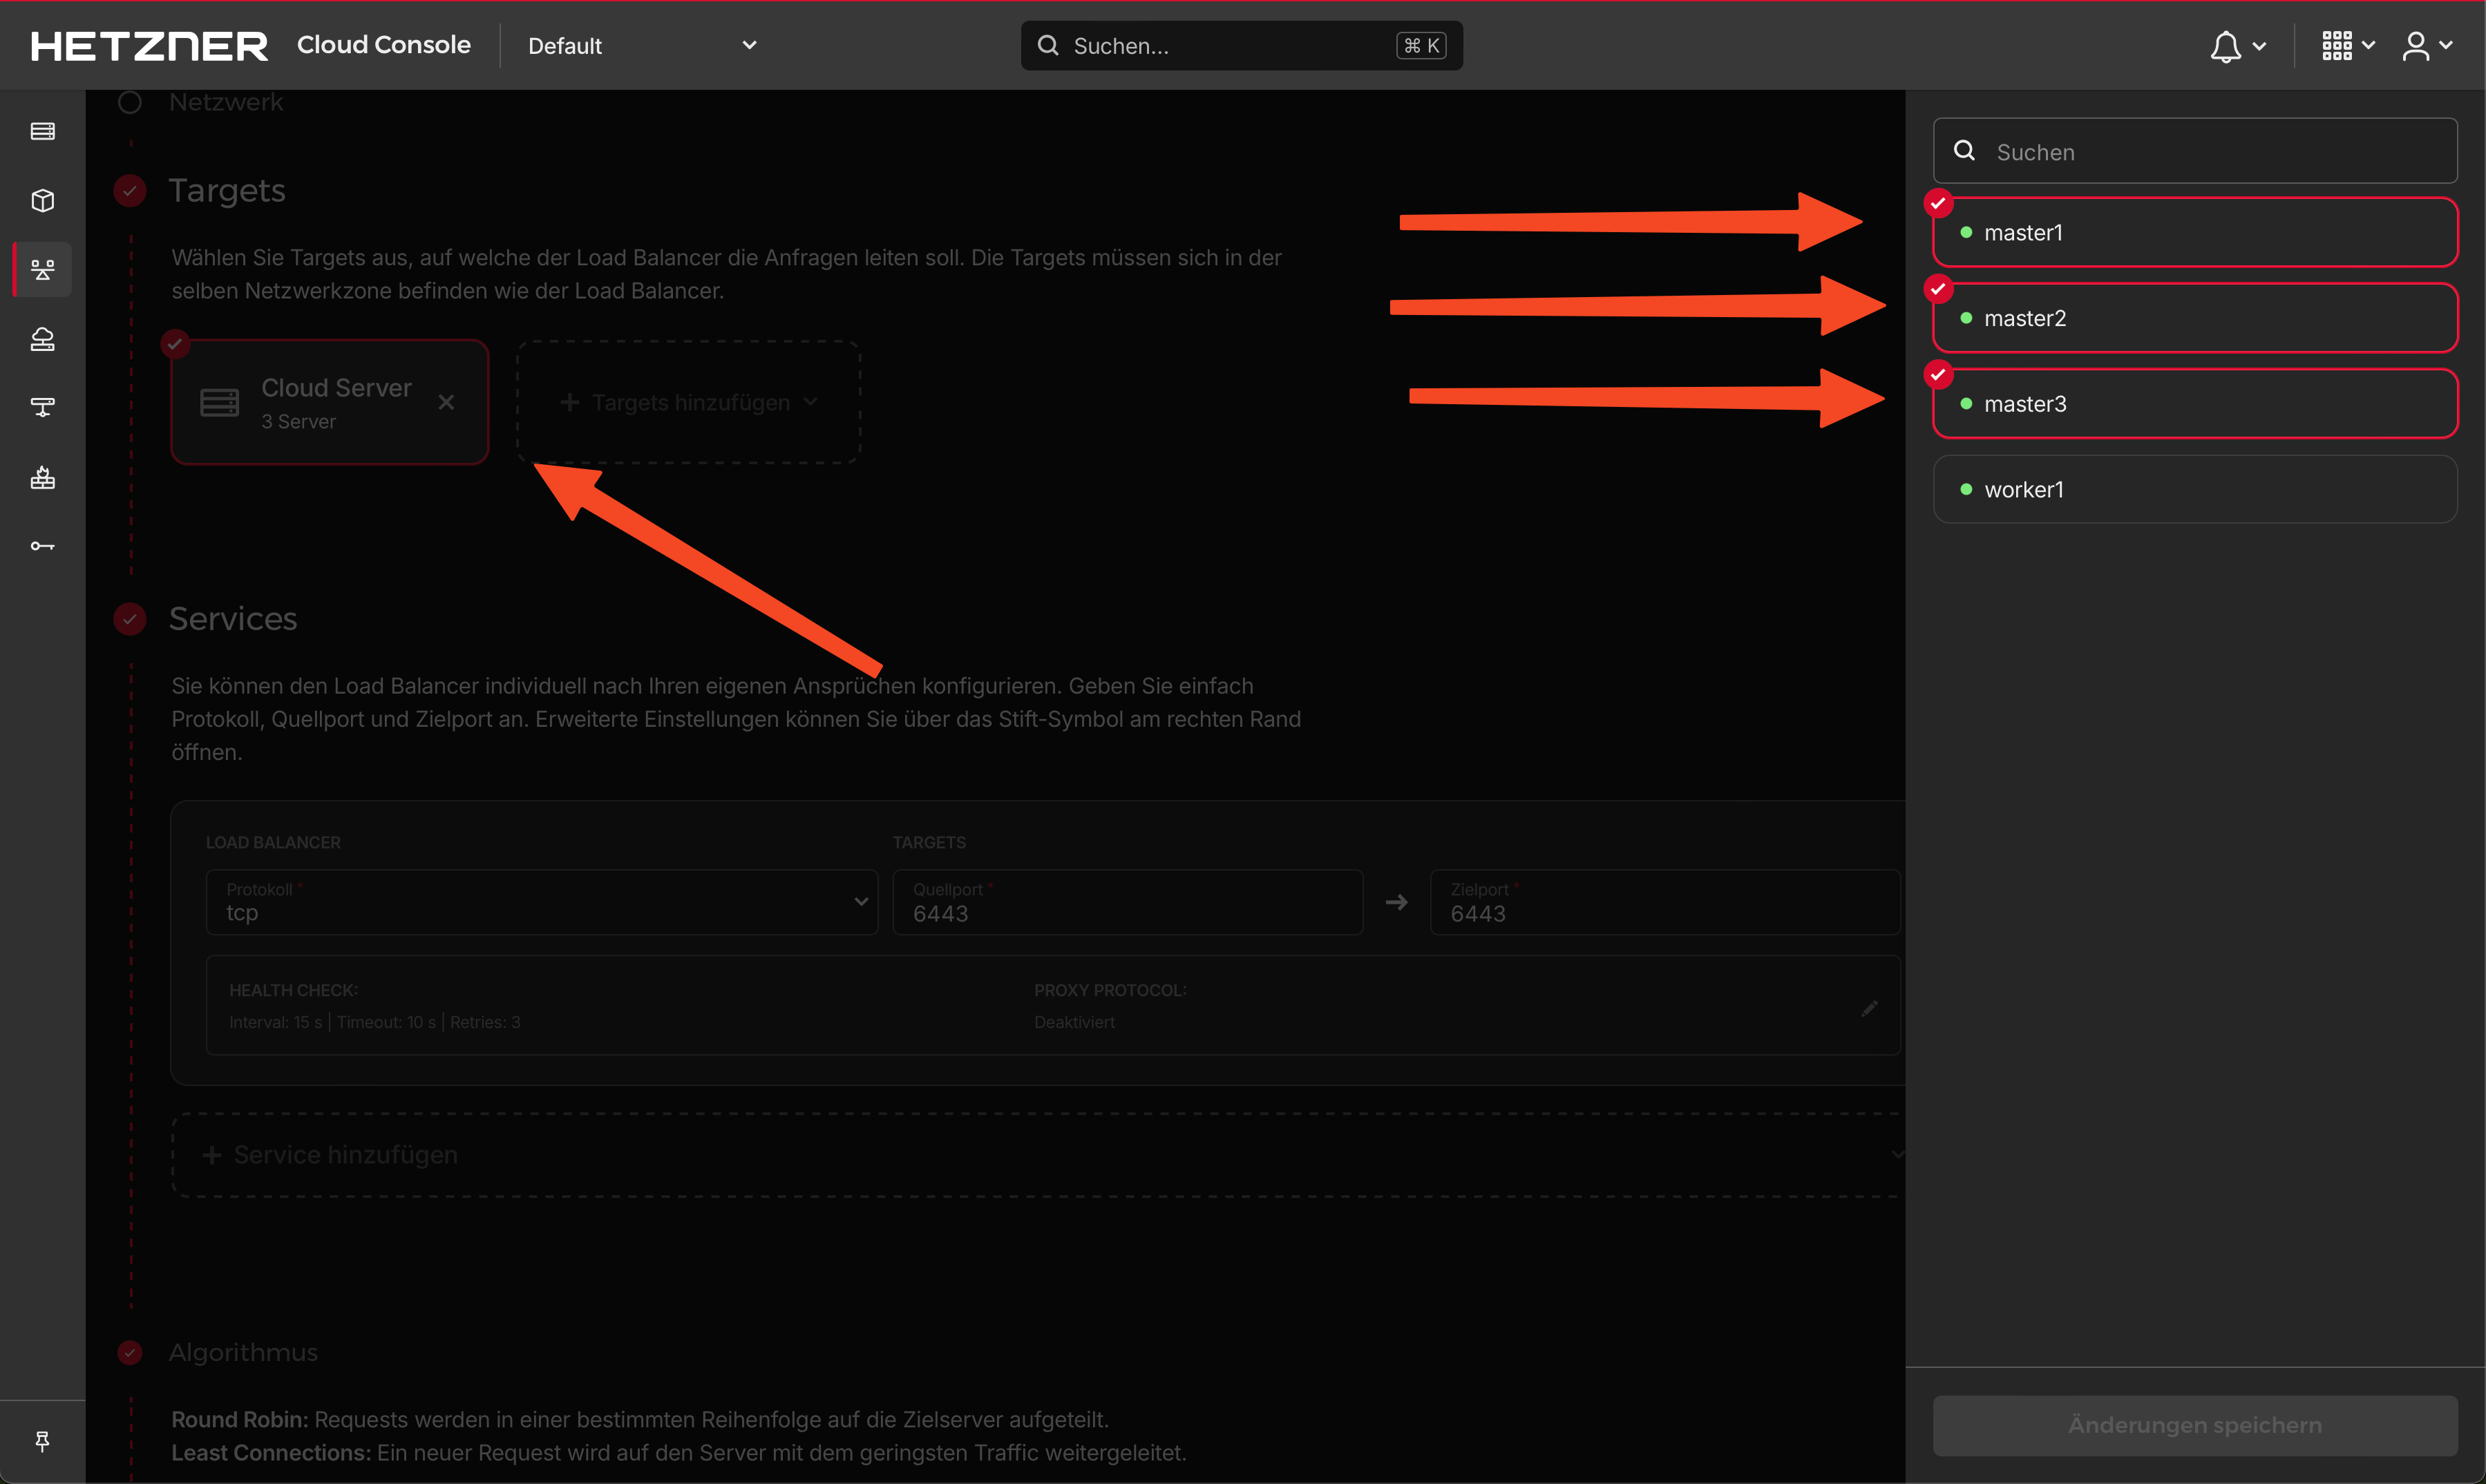 HETZNER Cloud Console Default Suchen... ⌘ K
Netzwerk
Targets
Wählen Sie Targets aus, auf welche der Load Balancer die Anfragen leiten soll. Die Targets müssen sich in der
selben Netzwerkzone befinden wie der Load Balancer.
Cloud Server
3 Server
+ Targets hinzufügen
Services
Sie können den Load Balancer individuell nach Ihren eigenen Ansprüchen konfigurieren. Geben Sie einfach
Protokoll, Quellport und Zielport an. Erweiterte Einstellungen können Sie über das Stift-Symbol am rechten Rand
öffnen.
LOAD BALANCER
TARGETS
Protokoll *
tcp
Quellport *
6443
Zielport *
6443
HEALTH CHECK:
Interval: 15 s | Timeout: 10 s | Retries: 3
PROXY PROTOCOL:
Deaktiviert
+ Service hinzufügen
Algorithmus
Round Robin: Requests werden in einer bestimmten Reihenfolge auf die Zielserver aufgeteilt.
Least Connections: Ein neuer Request wird auf den Server mit dem geringsten Traffic weitergeleitet.
Suchen
master1
master2
master3
worker1
Änderungen speichern